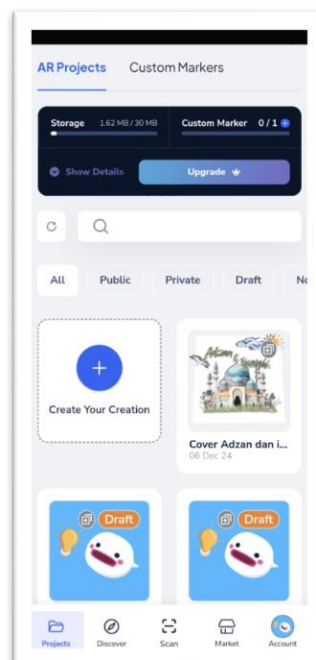 AR Projects Custom Markers
Storage 1.62 MB / 30 MB Custom Marker 0 / 1
Show Details Upgrade
All Public Private Draft
Create Your Creation
Adzan &
Cover Adzan dan i...
06 Dec 24
Draft Draft
Projects Discover Scan Market Account